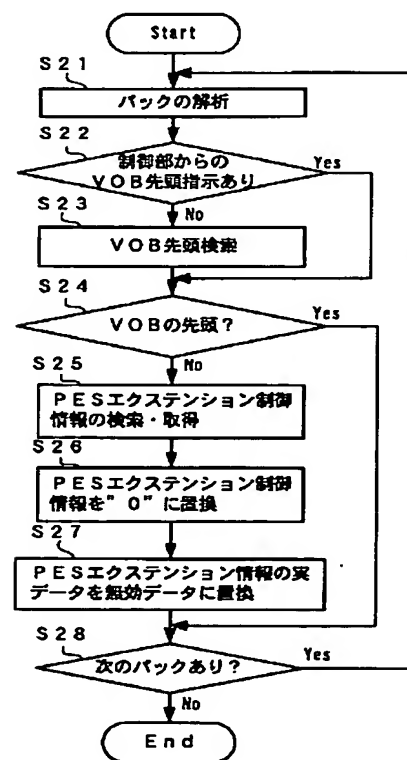 Start
S21
パックの解析
S22
制御部からの
VOB先頭指示あり
Yes
No
S23
VOB先頭検索
S24
VOBの先頭?
Yes
No
S25
PESエクステンション制御
情報の検索・取得
S26
PESエクステンション制御
情報を"0"に置換
S27
PESエクステンション情報の実
データを無効データに置換
S28
次のパックあり?
Yes
No
End